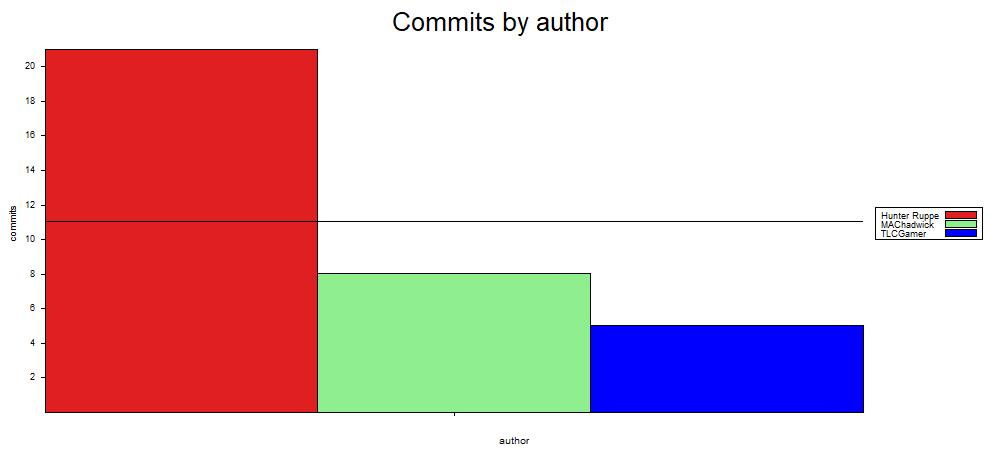 Commits by author
20
18
16
14
12
10
8
6
4
2
commits
author
Hunter Ruppe
MAChadwick
TLCGamer